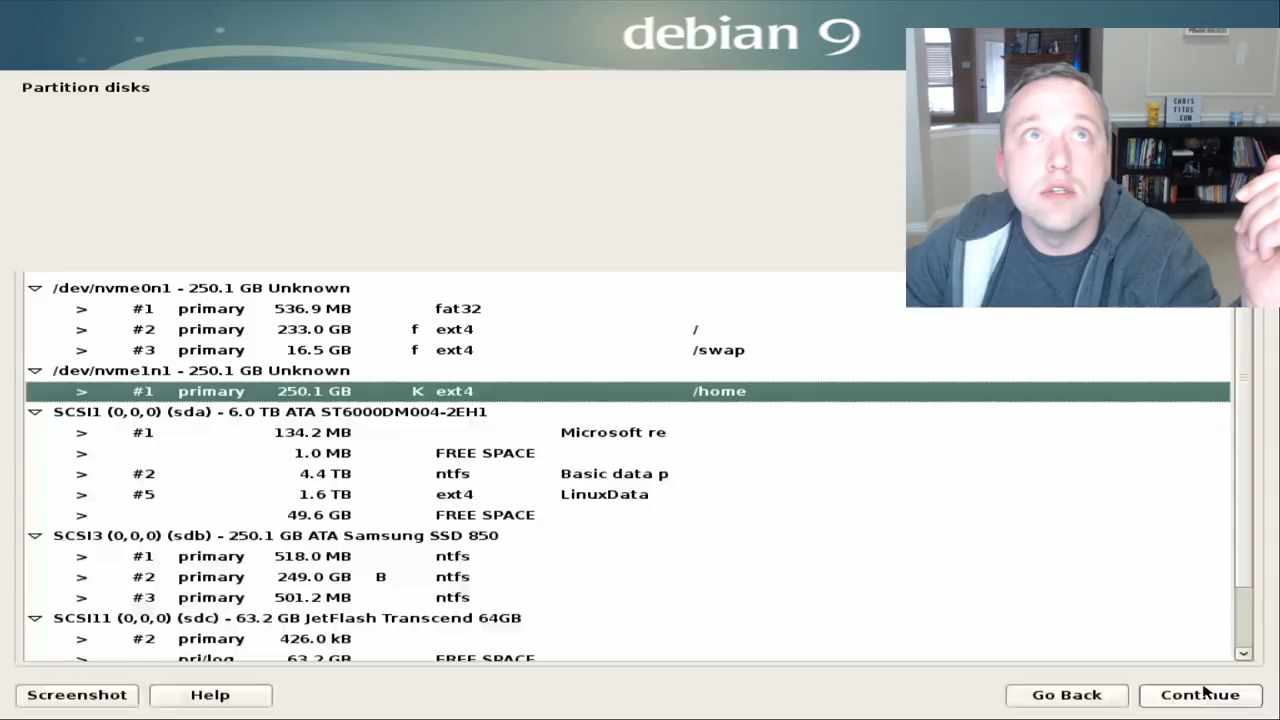 debian 9
Partition disks
CHRIS
TITUS
.COM
/dev/nvme0n1 - 250.1 GB Unknown
> #1 primary 536.9 MB fat32
> #2 primary 233.0 GB f ext4 /
> #3 primary 16.5 GB f ext4 /swap
/dev/nvme1n1 - 250.1 GB Unknown
> #1 primary 250.1 GB K ext4 /home
SCSI1 (0,0,0) (sda) - 6.0 TB ATA ST6000DM004-2EH1
> #1 134.2 MB Microsoft re
> 1.0 MB FREE SPACE
> #2 4.4 TB ntfs Basic data p
> #5 1.6 TB ext4 LinuxData
> 49.6 GB FREE SPACE
SCSI3 (0,0,0) (sdb) - 250.1 GB ATA Samsung SSD 850
> #1 primary 518.0 MB ntfs
> #2 primary 249.0 GB B ntfs
> #3 primary 501.2 MB ntfs
SCSI11 (0,0,0) (sdc) - 63.2 GB JetFlash Transcend 64GB
> #2 primary 426.0 kB
> pri/log 63.2 GB FREE SPACE
Screenshot Help Go Back Continue